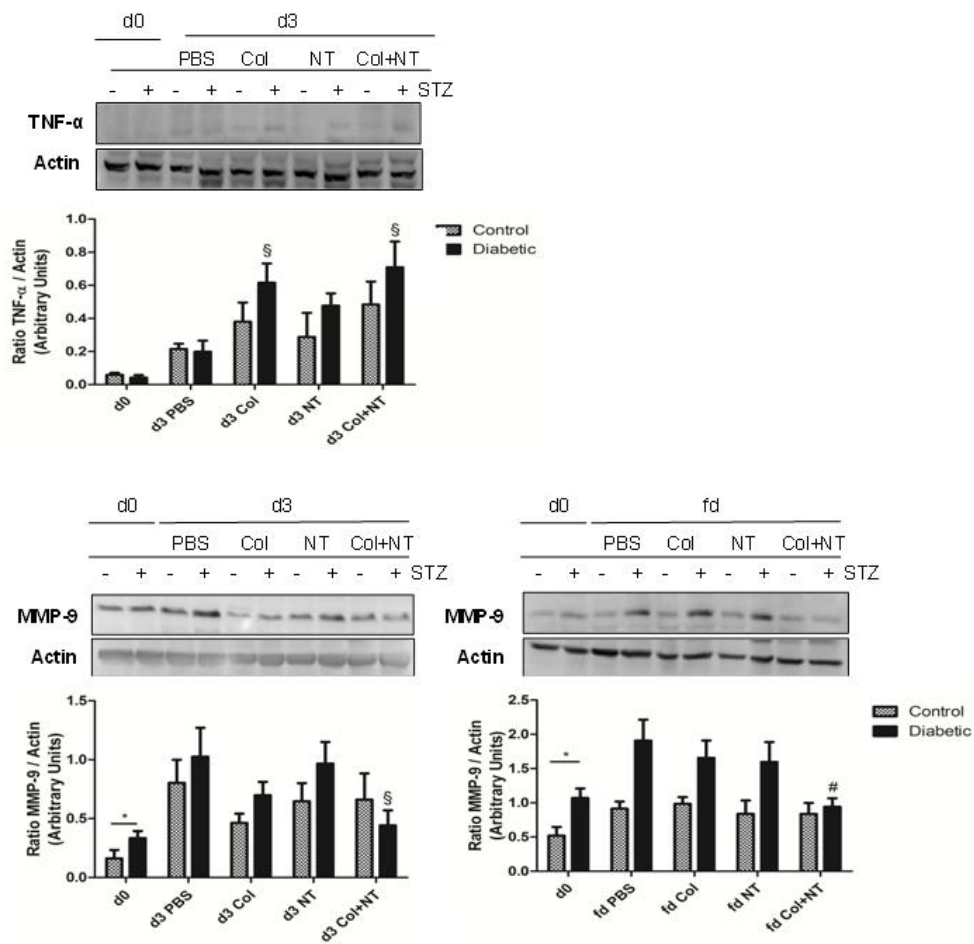 d0 d3
PBS Col NT Col+NT
- + - + - + - + - + STZ
TNF-α
Actin
Ratio TNF-α / Actin
(Arbitrary Units)
1.0
0.8
0.6
0.4
0.2
0.0
§ §
Control
Diabetic
d0 d3 PBS d3 Col d3 NT d3 Col+NT
d0 d3
PBS Col NT Col+NT
- + - + - + - + - + STZ
MMP-9
Actin
Ratio MMP-9 / Actin
(Arbitrary Units)
1.5
1.0
0.5
0.0
* §
d0 d3 PBS d3 Col d3 NT d3 Col+NT
d0 fd
PBS Col NT Col+NT
- + - + - + - + - + STZ
MMP-9
Actin
Ratio MMP-9 / Actin
(Arbitrary Units)
2.5
2.0
1.5
1.0
0.5
0.0
* #
Control
Diabetic
d0 fd PBS fd Col fd NT fd Col+NT